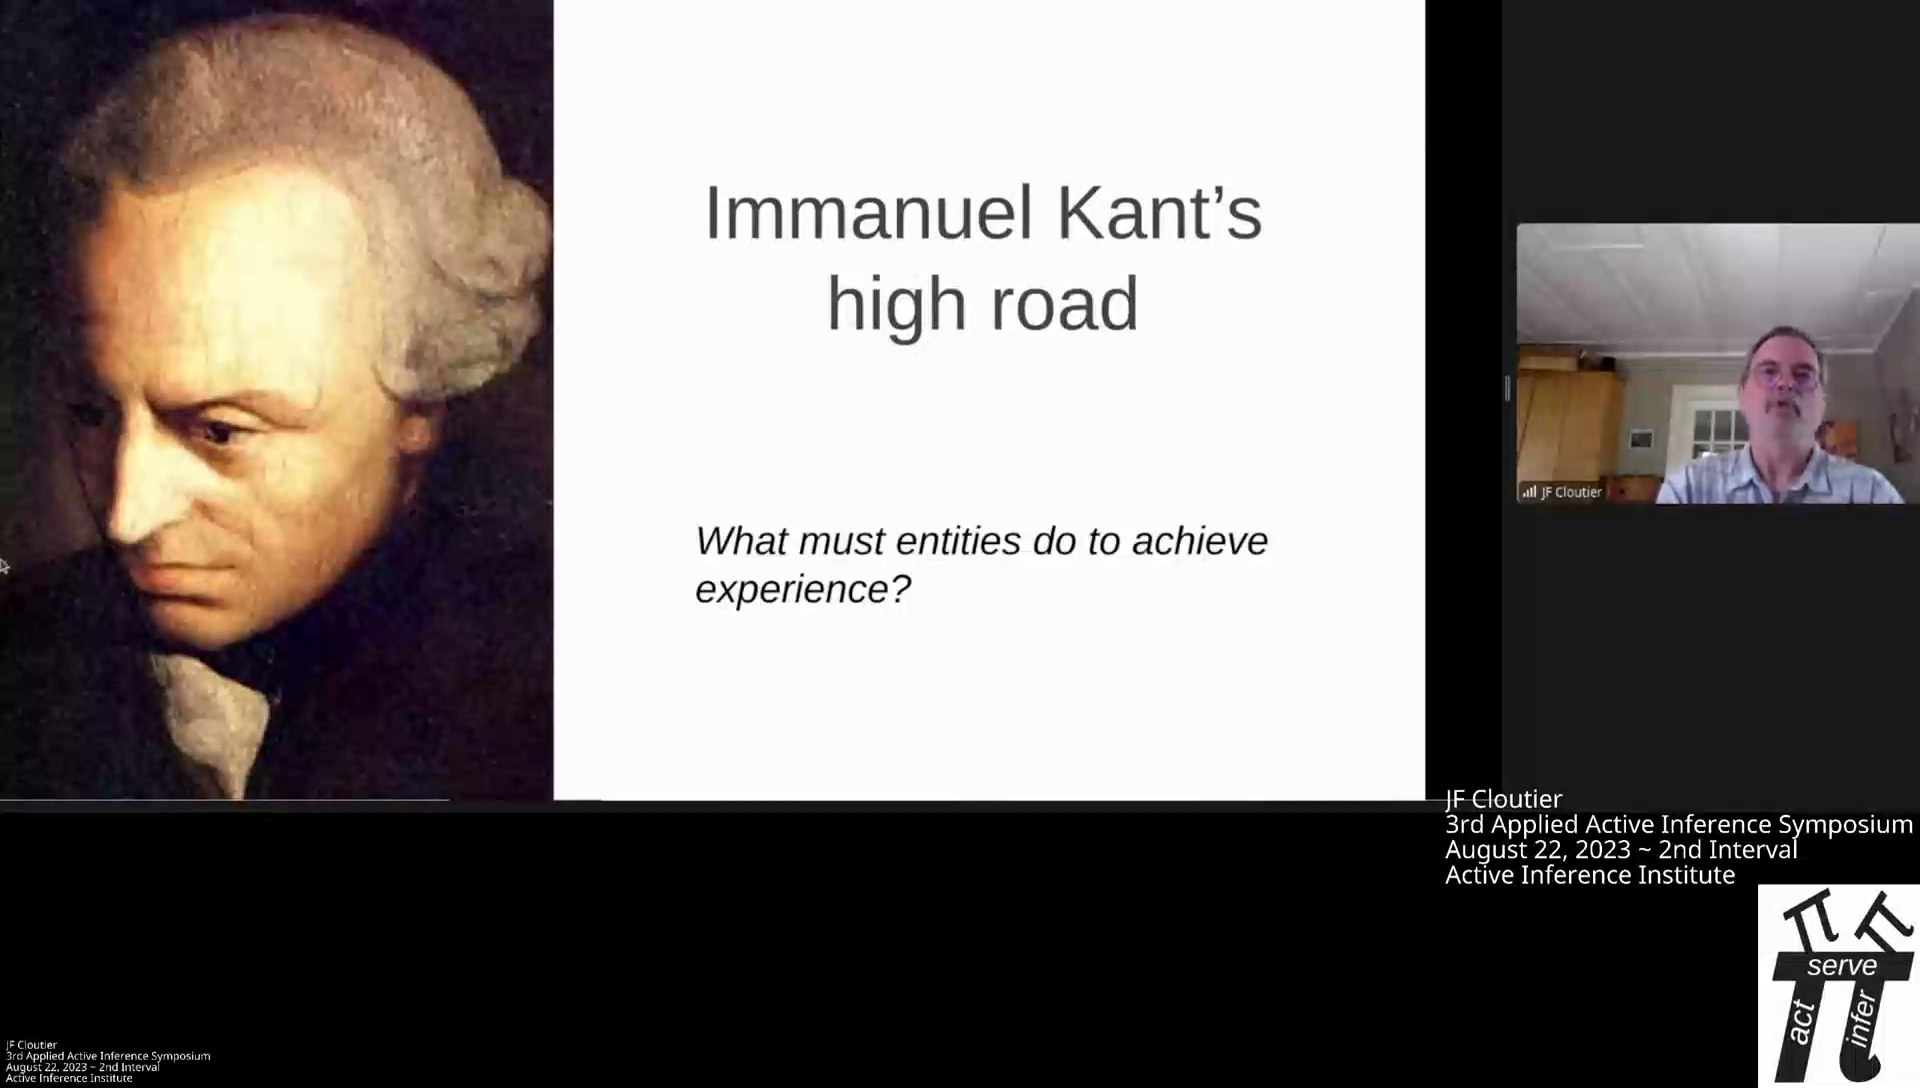 Immanuel Kant’s
high road
What must entities do to achieve
experience?
JF Cloutier
JF Cloutier
3rd Applied Active Inference Symposium
August 22, 2023 ~ 2nd Interval
Active Inference Institute
serve
act
infer
JF Cloutier
3rd Applied Active Inference Symposium
August 22, 2023 ~ 2nd Interval
Active Inference Institute